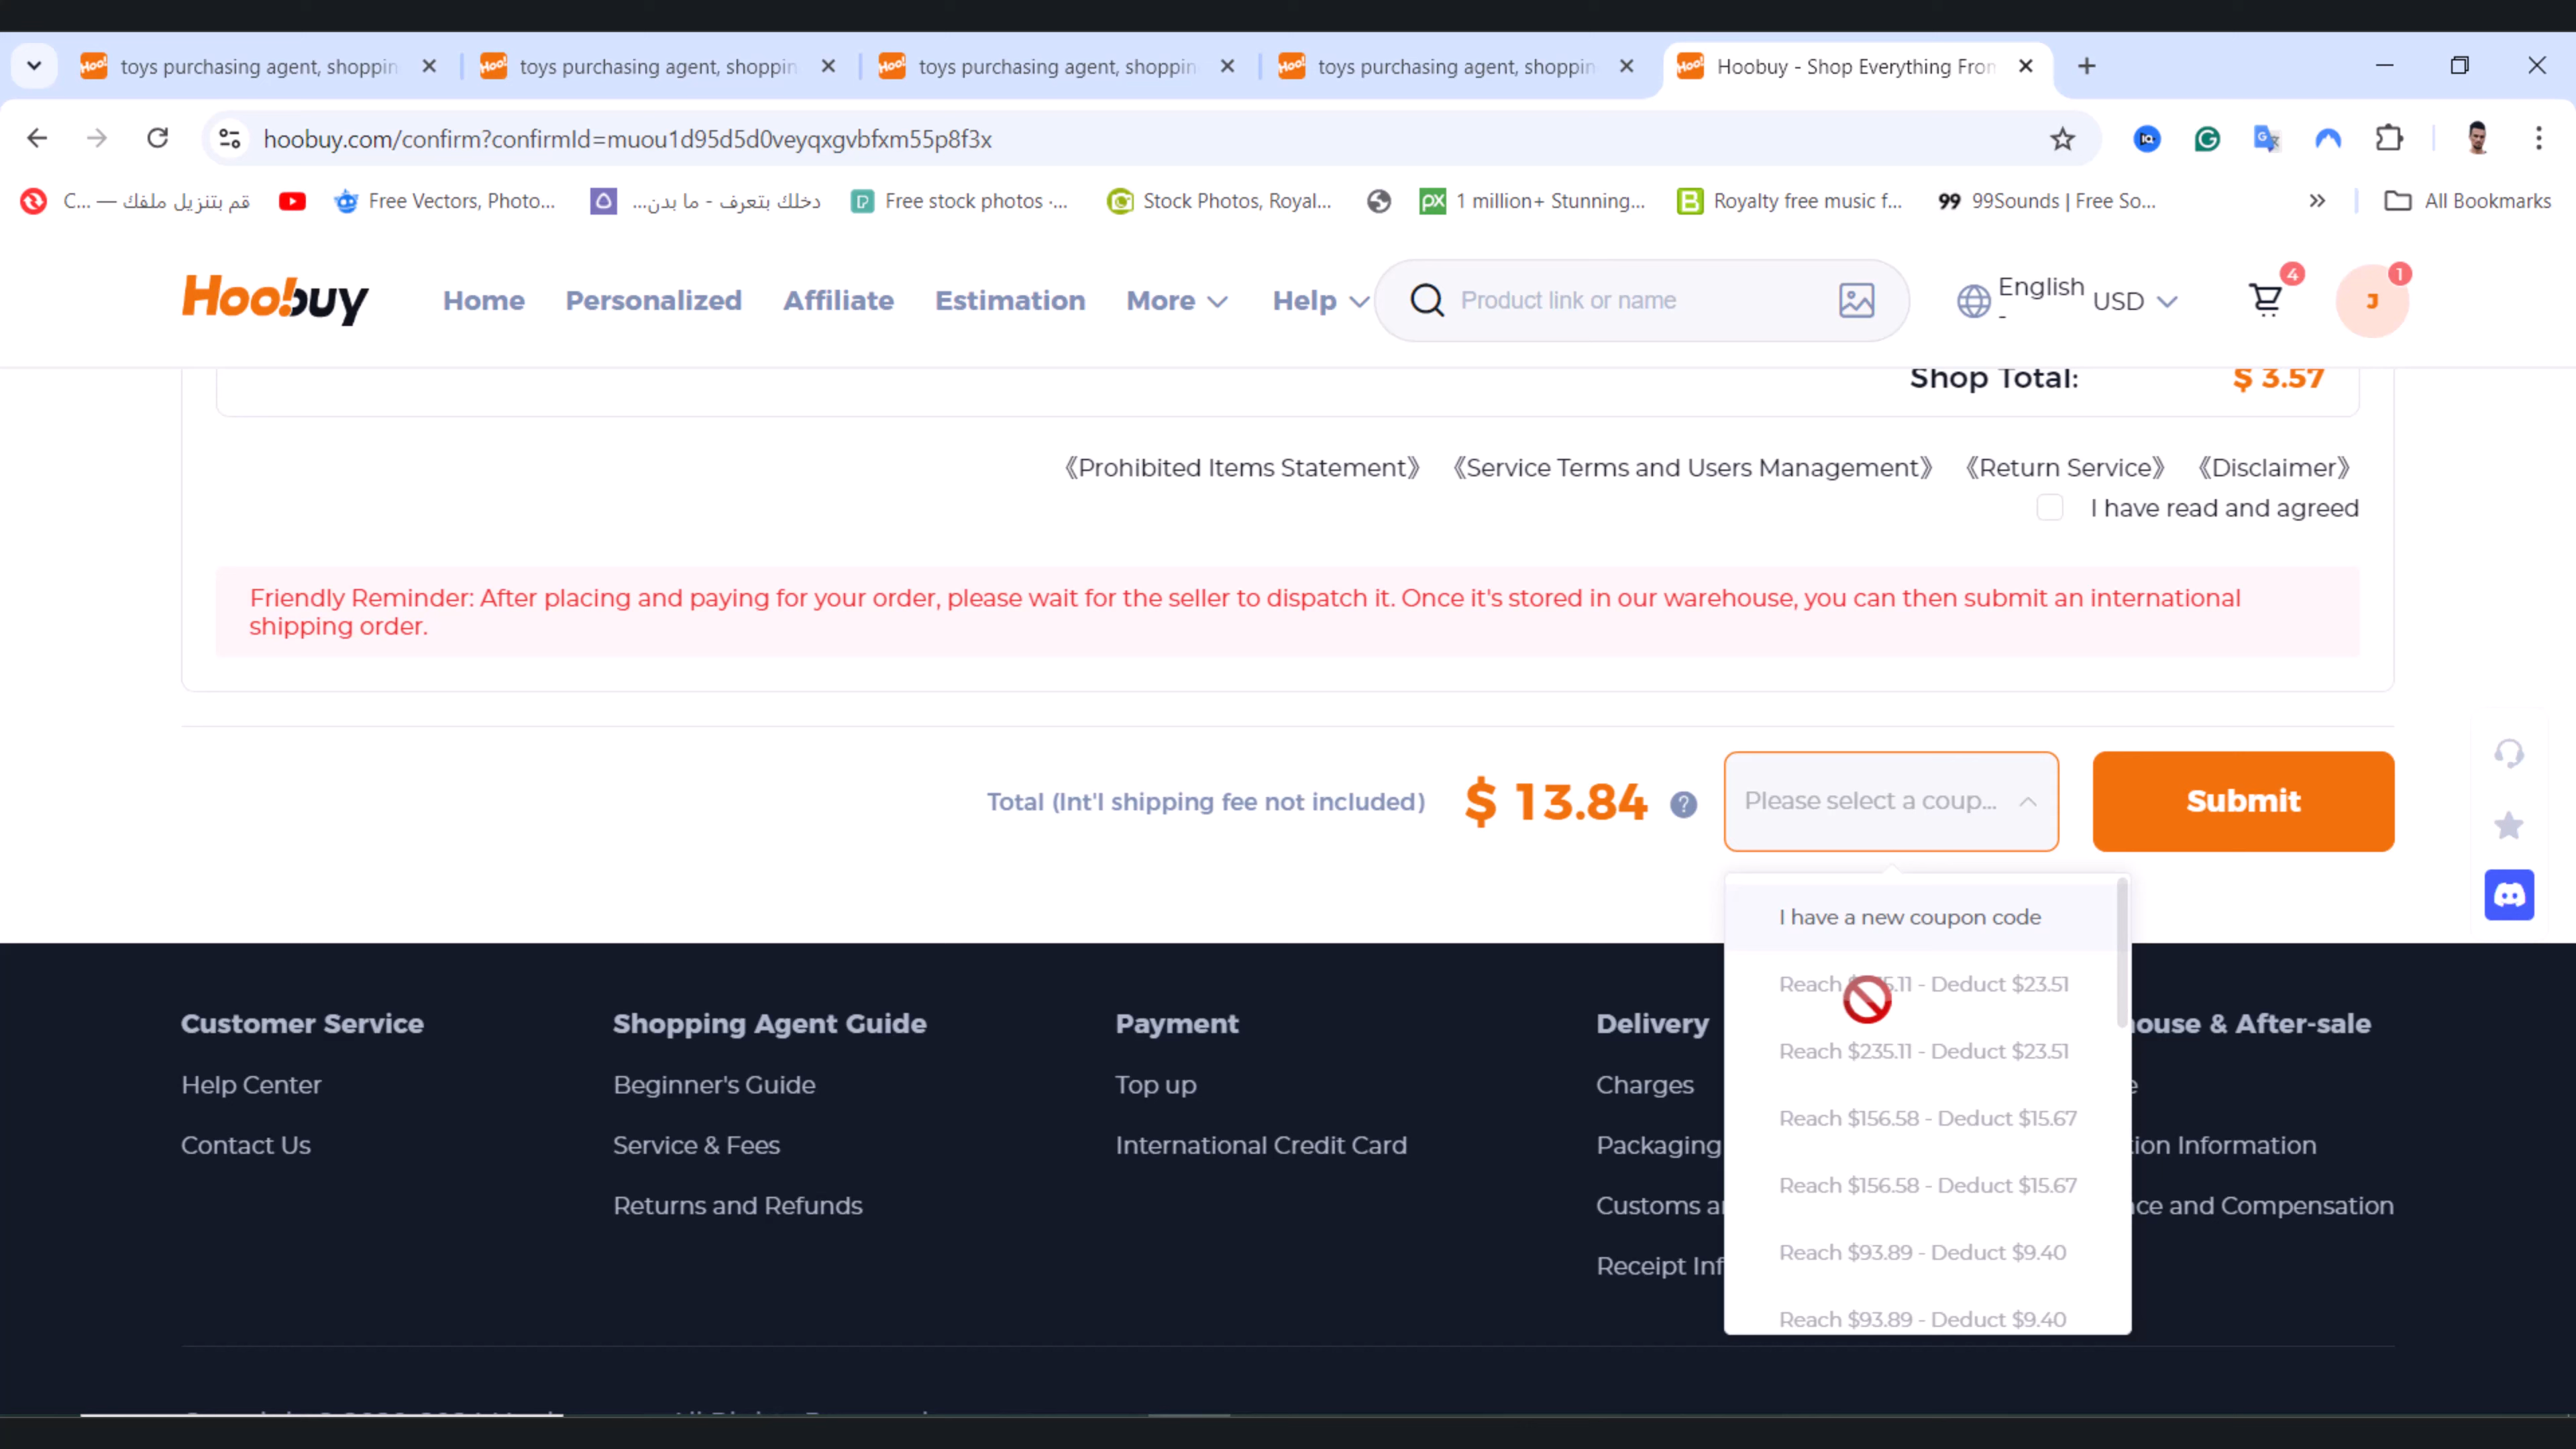 toys purchasing agent, shoppin
toys purchasing agent, shoppin
toys purchasing agent, shoppin
toys purchasing agent, shoppin
Hoobuy - Shop Everything Fron
hoobuy.com/confirm?confirmId=muou1d95d5d0veyqxgvbfxm55p8f3x
قم بتنزيل ملفك — C...
Free Vectors, Photo...
دخلك بتعرف - ما بدن...
Free stock photos ·...
Stock Photos, Royal...
1 million+ Stunning...
Royalty free music f...
99 99Sounds | Free So...
All Bookmarks
Hoo!buy
Home
Personalized
Affiliate
Estimation
More
Help
Product link or name
English -
USD
4
J
1
Shop Total: $ 3.57
《Prohibited Items Statement》 《Service Terms and Users Management》 《Return Service》 《Disclaimer》
I have read and agreed
Friendly Reminder: After placing and paying for your order, please wait for the seller to dispatch it. Once it's stored in our warehouse, you can then submit an international
shipping order.
Total (Int'l shipping fee not included) $ 13.84 ?
Please select a coup...
Submit
I have a new coupon code
Reach 5.11 - Deduct $23.51
Reach $235.11 - Deduct $23.51
Reach $156.58 - Deduct $15.67
Reach $156.58 - Deduct $15.67
Reach $93.89 - Deduct $9.40
Reach $93.89 - Deduct $9.40
Customer Service
Help Center
Contact Us
Shopping Agent Guide
Beginner's Guide
Service & Fees
Returns and Refunds
Payment
Top up
International Credit Card
Delivery
Charges
Packaging
Customs
Receipt
ouse & After-sale
tion Information
ce and Compensation